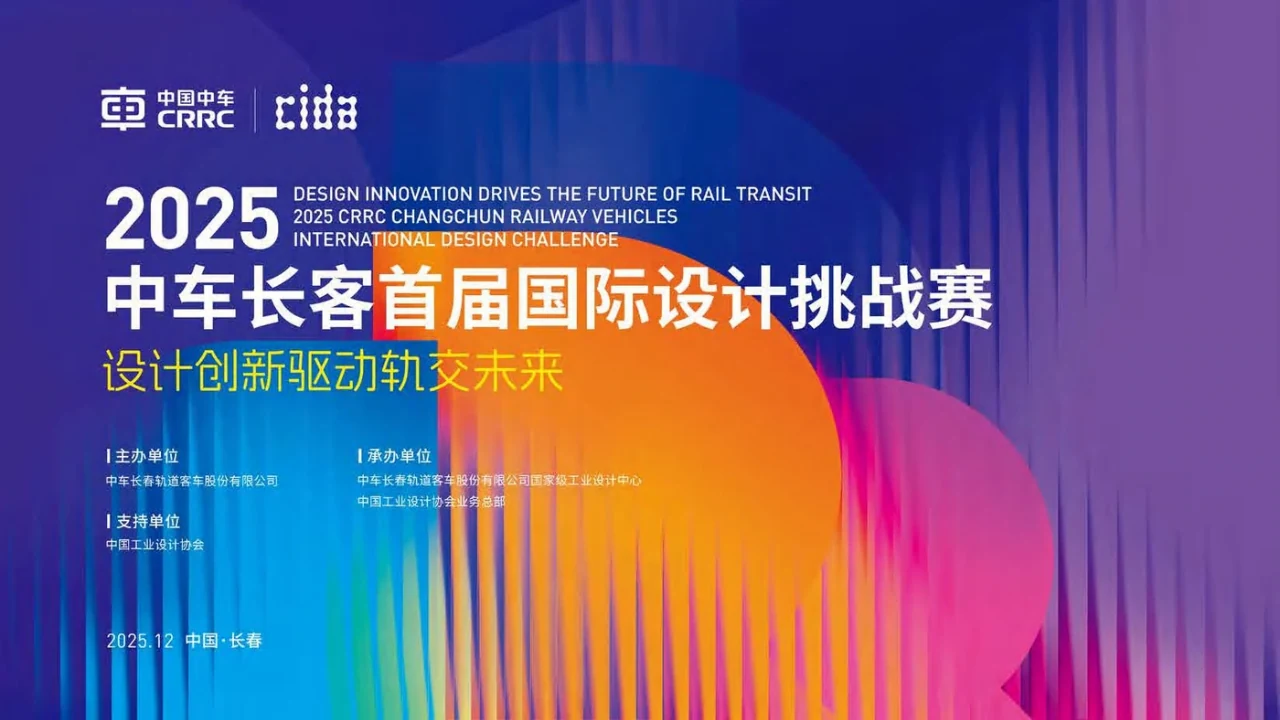 中国中车
CRRC
cida
2025
DESIGN INNOVATION DRIVES THE FUTURE OF RAIL TRANSIT
2025 CRRC CHANGCHUN RAILWAY VEHICLES
INTERNATIONAL DESIGN CHALLENGE
中车长客首届国际设计挑战赛
设计创新驱动轨交未来
主办单位
中车长春轨道客车股份有限公司
承办单位
中车长春轨道客车股份有限公司国家级工业设计中心
中国工业设计协会业务总部
支持单位
中国工业设计协会
2025.12 中国·长春